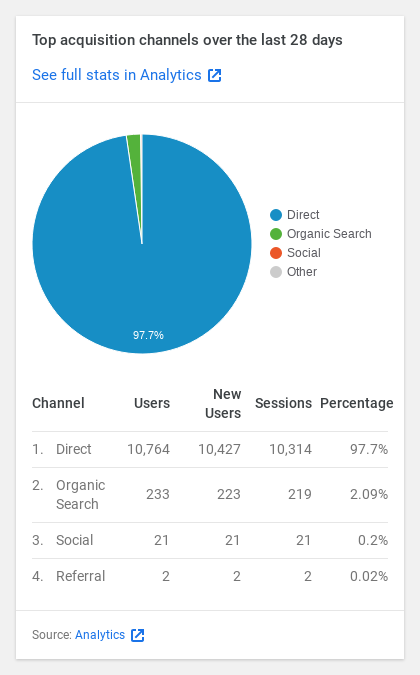 Top acquisition channels over the last 28 days
See full stats in Analytics
97.7%
Direct
Organic Search
Social
Other
Channel Users New Users Sessions Percentage
1. Direct 10,764 10,427 10,314 97.7%
2. Organic Search 233 223 219 2.09%
3. Social 21 21 21 0.2%
4. Referral 2 2 2 0.02%
Source: Analytics